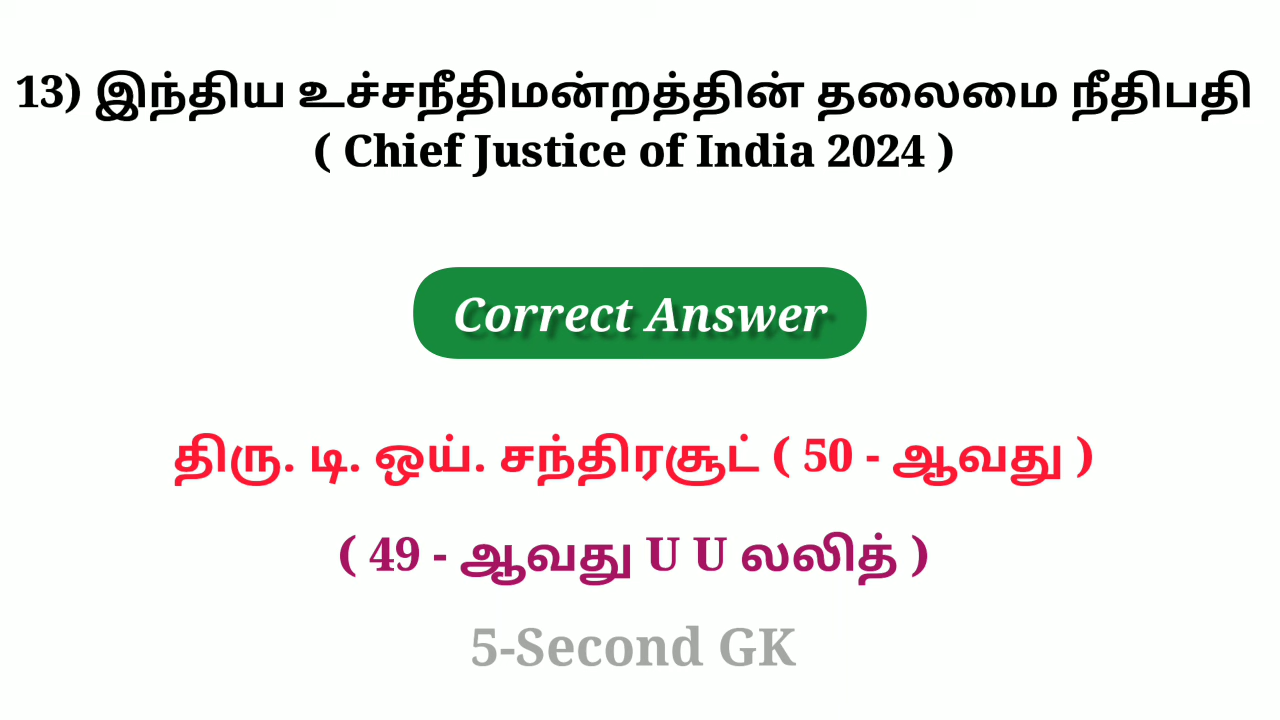 13) இந்திய உச்சநீதிமன்றத்தின் தலைமை நீதிபதி
( Chief Justice of India 2024 )
Correct Answer
திரு. டி. ஒய். சந்திரசூட் ( 50 - ஆவது )
( 49 - ஆவது U U லலித் )
5-Second GK